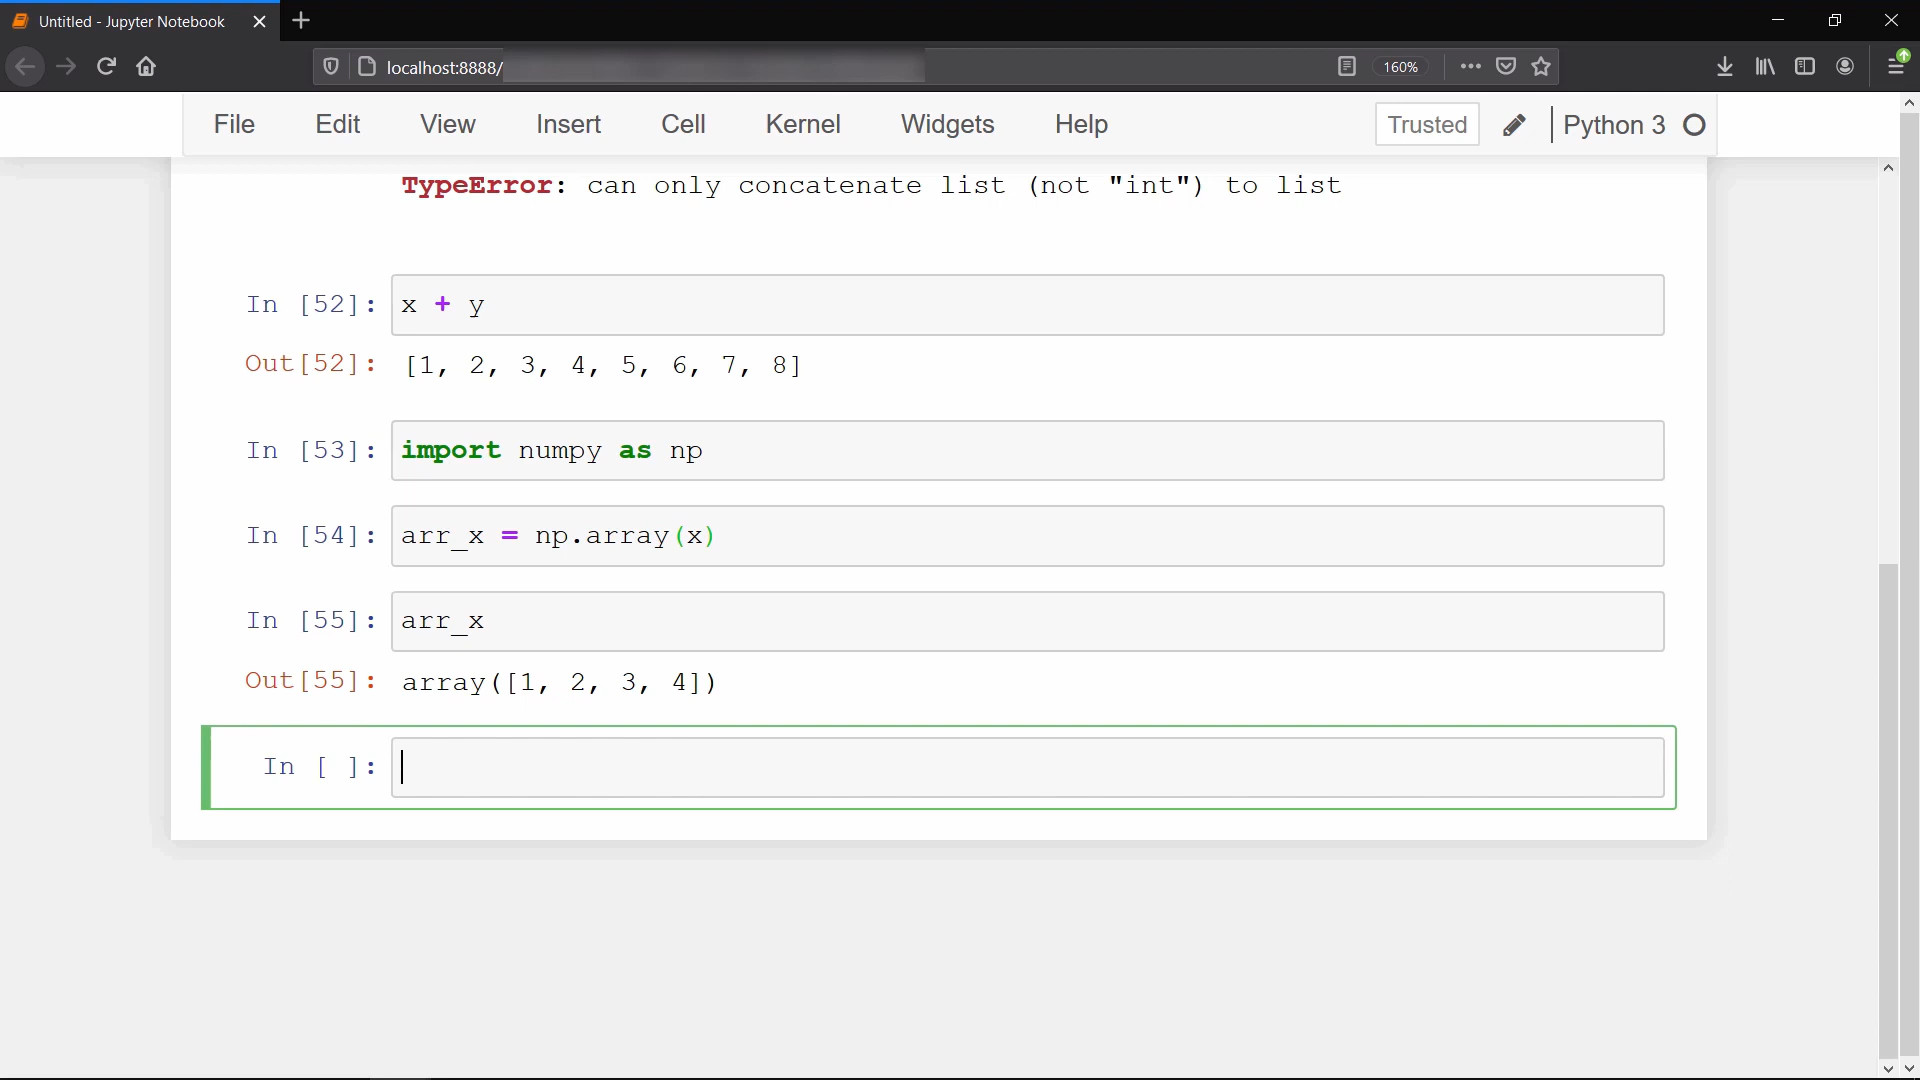 Untitled - Jupyter Notebook
localhost:8888/
160%
File Edit View Insert Cell Kernel Widgets Help Trusted Python 3
TypeError: can only concatenate list (not "int") to list
In [52]: x + y
Out[52]: [1, 2, 3, 4, 5, 6, 7, 8]
In [53]: import numpy as np
In [54]: arr_x = np.array(x)
In [55]: arr_x
Out[55]: array([1, 2, 3, 4])
In [ ]: